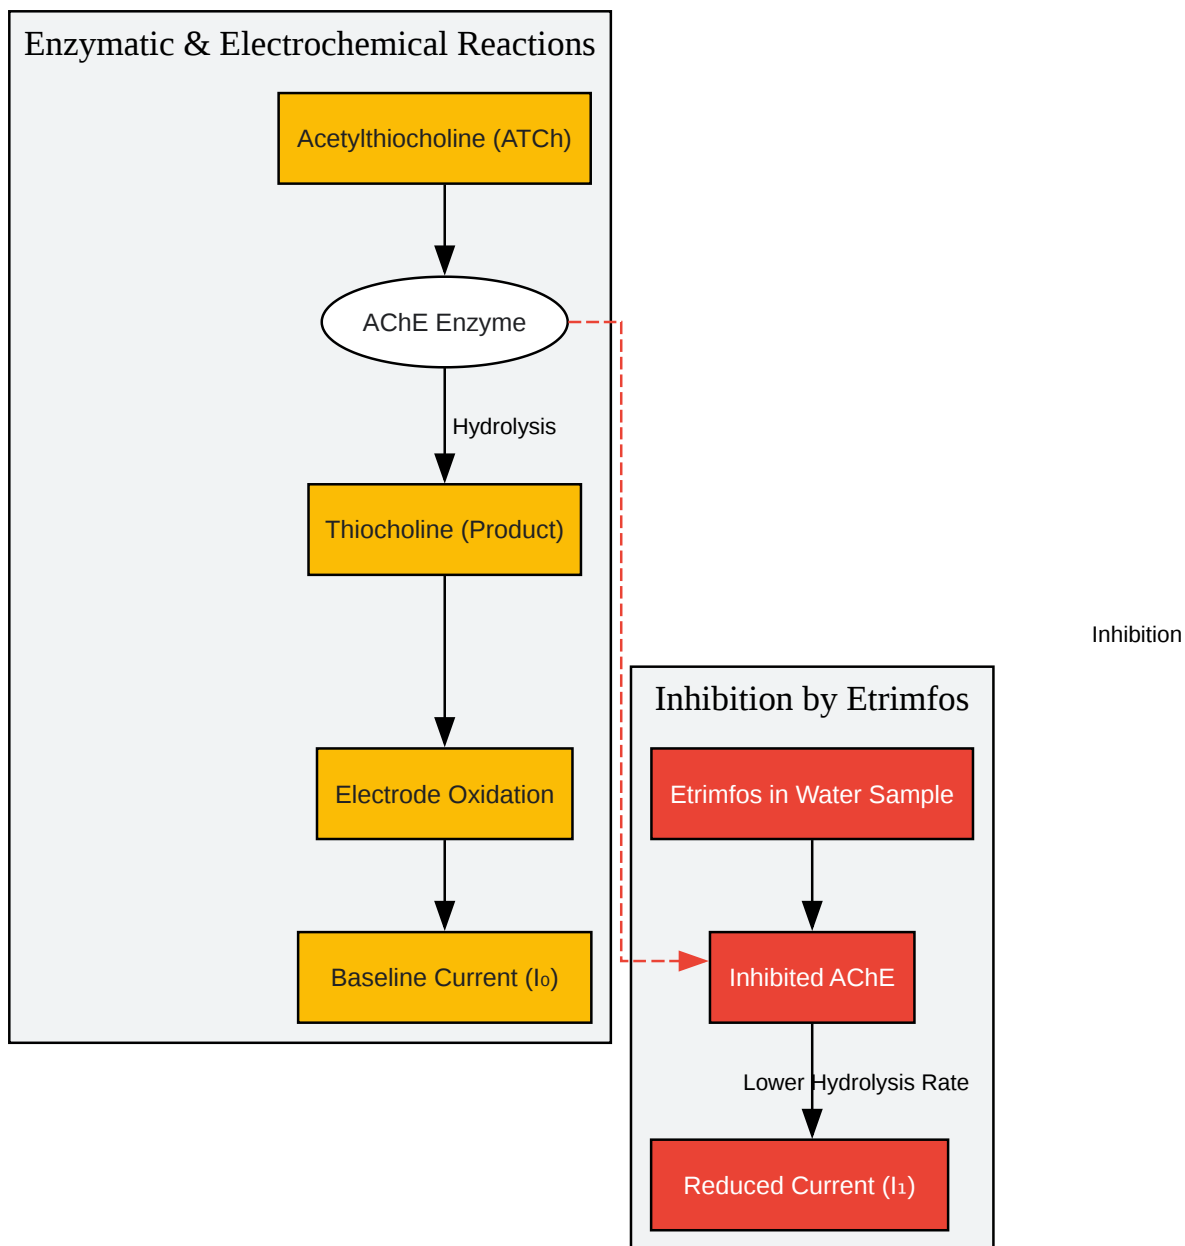 Enzymatic & Electrochemical Reactions
Acetylthiocholine (ATCh)
AChE Enzyme
Hydrolysis
Thiocholine (Product)
Electrode Oxidation
Baseline Current (I₀)
Inhibition
Inhibition by Etrimfos
Etrimfos in Water Sample
Inhibited AChE
Lower Hydrolysis Rate
Reduced Current (I₁)